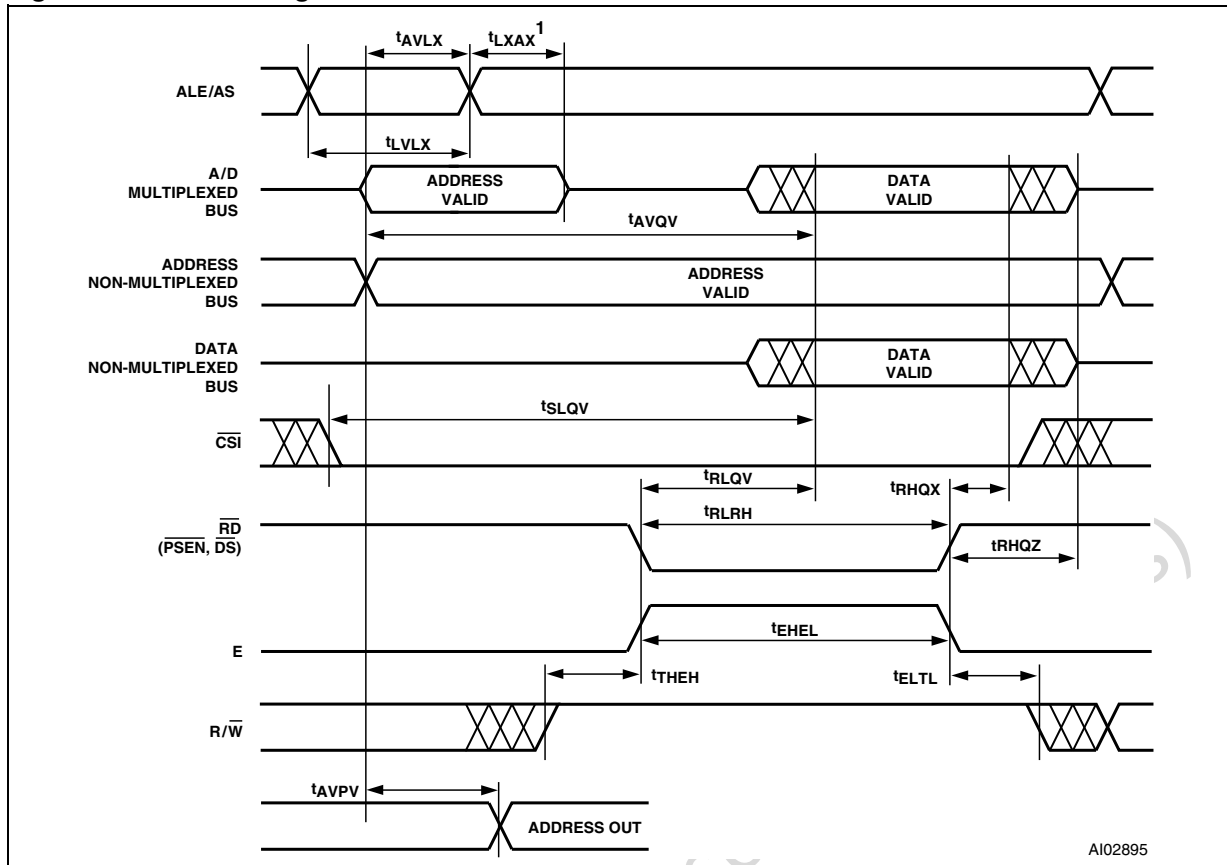 tAVLX
tLXAX 1
ALE/AS
tLVLX
A/D
MULTIPLEXED
BUS
ADDRESS
VALID
DATA
VALID
tAVQV
ADDRESS
NON-MULTIPLEXED
BUS
ADDRESS
VALID
DATA
NON-MULTIPLEXED
BUS
DATA
VALID
tSLQV
CSI
tRLQV
tRHQX
tRLRH
RD
(PSEN, DS)
tRHQZ
tEHEL
E
tTHEH
tELTL
R/W
tAVPV
ADDRESS OUT
AI02895